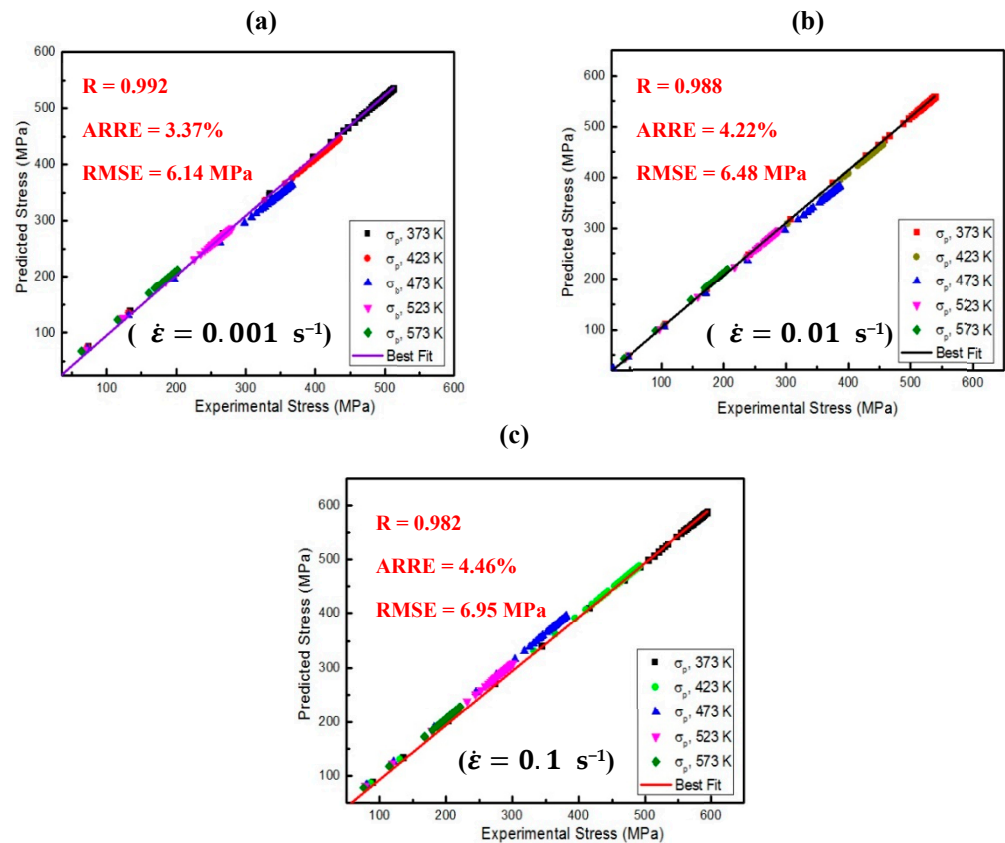 (a)
R = 0.992
ARRE = 3.37%
RMSE = 6.14 MPa
Predicted Stress (MPa)
600
500
400
300
200
100
σp, 373 K
σp, 423 K
σb, 473 K
σb, 523 K
σp, 573 K
Best Fit
( ε̇ = 0.001 s⁻¹)
100 200 300 400 500 600
Experimental Stress (MPa)
(b)
R = 0.988
ARRE = 4.22%
RMSE = 6.48 MPa
Predicted Stress (MPa)
600
500
400
300
200
100
0
σp, 373 K
σp, 423 K
σp, 473 K
σp, 523 K
σp, 573 K
Best Fit
( ε̇ = 0.01 s⁻¹)
100 200 300 400 500 600
Experimental Stress (MPa)
(c)
R = 0.982
ARRE = 4.46%
RMSE = 6.95 MPa
Predicted Stress (MPa)
600
500
400
300
200
100
σp, 373 K
σp, 423 K
σp, 473 K
σp, 523 K
σp, 573 K
Best Fit
(ε̇ = 0.1 s⁻¹)
100 200 300 400 500 600
Experimental Stress (MPa)